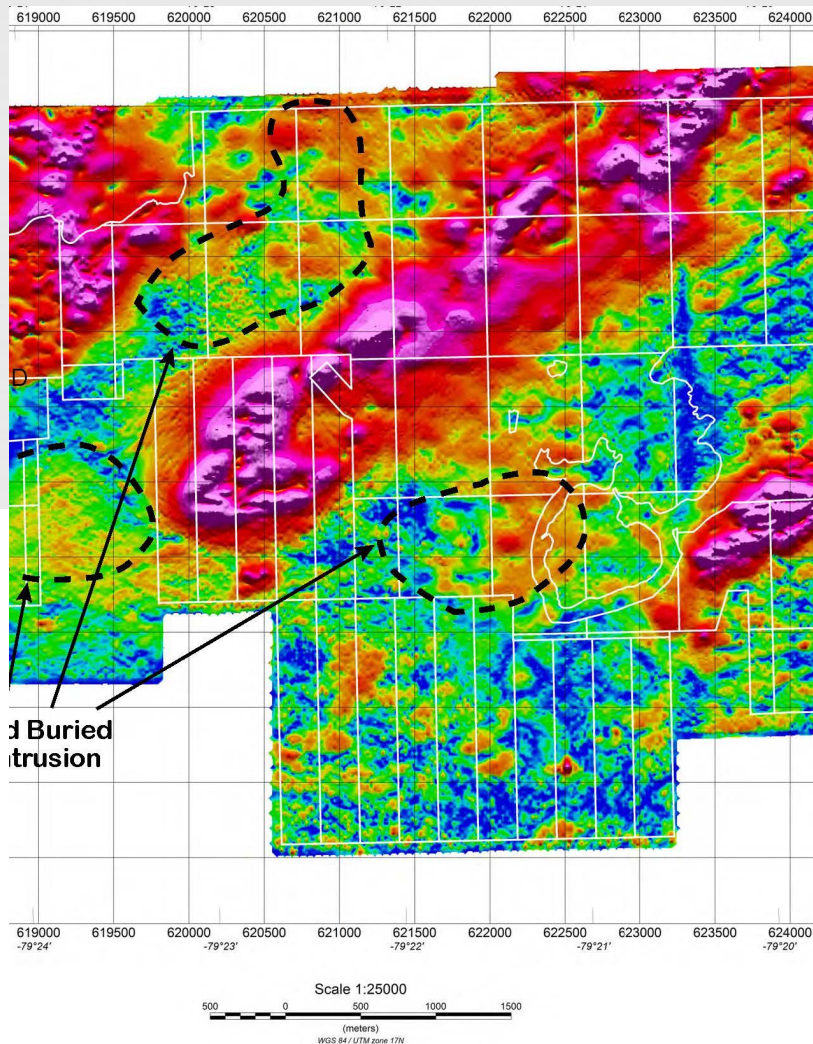 619000 619500 620000 620500 621000 621500 622000 622500 623000 623500 624000
D
d Buried
trusion
619000 619500 620000 620500 621000 621500 622000 622500 623000 623500 624000
-79°24' -79°23' -79°22' -79°21' -79°20'
Scale 1:25000
500 0 500 1000 1500
(meters)
WGS 84 / UTM zone 17N